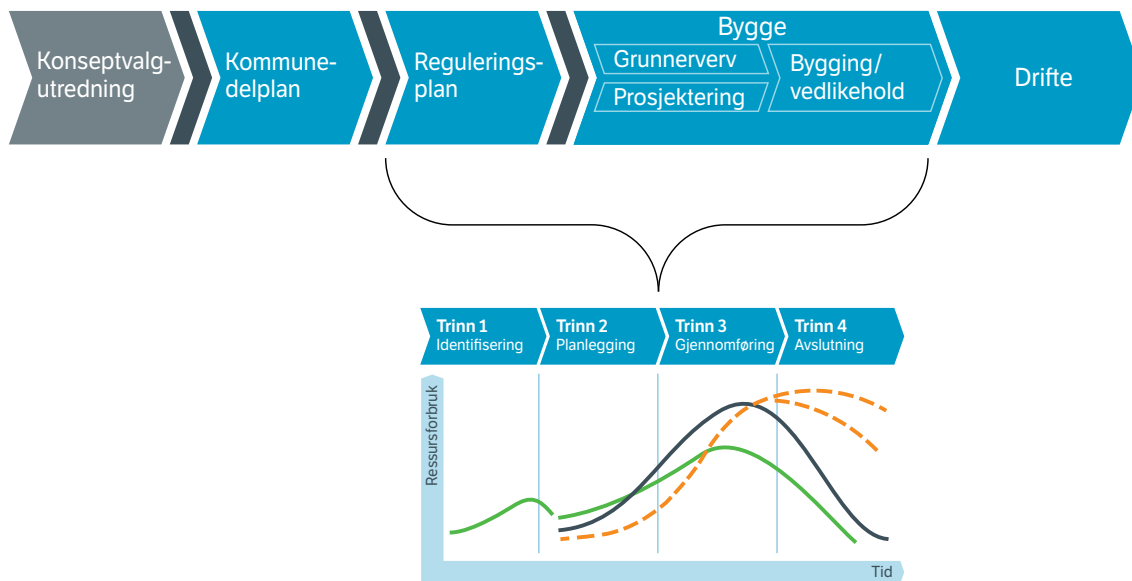 Konseptvalg-
utredning
Kommune-
delplan
Regulerings-
plan
Bygge
Grunnerverv
Prosjektering
Bygging/
vedlikehold
Drifte
Trinn 1
Identifisering
Trinn 2
Planlegging
Trinn 3
Gjennomføring
Trinn 4
Avslutning
Ressursforbruk
Tid